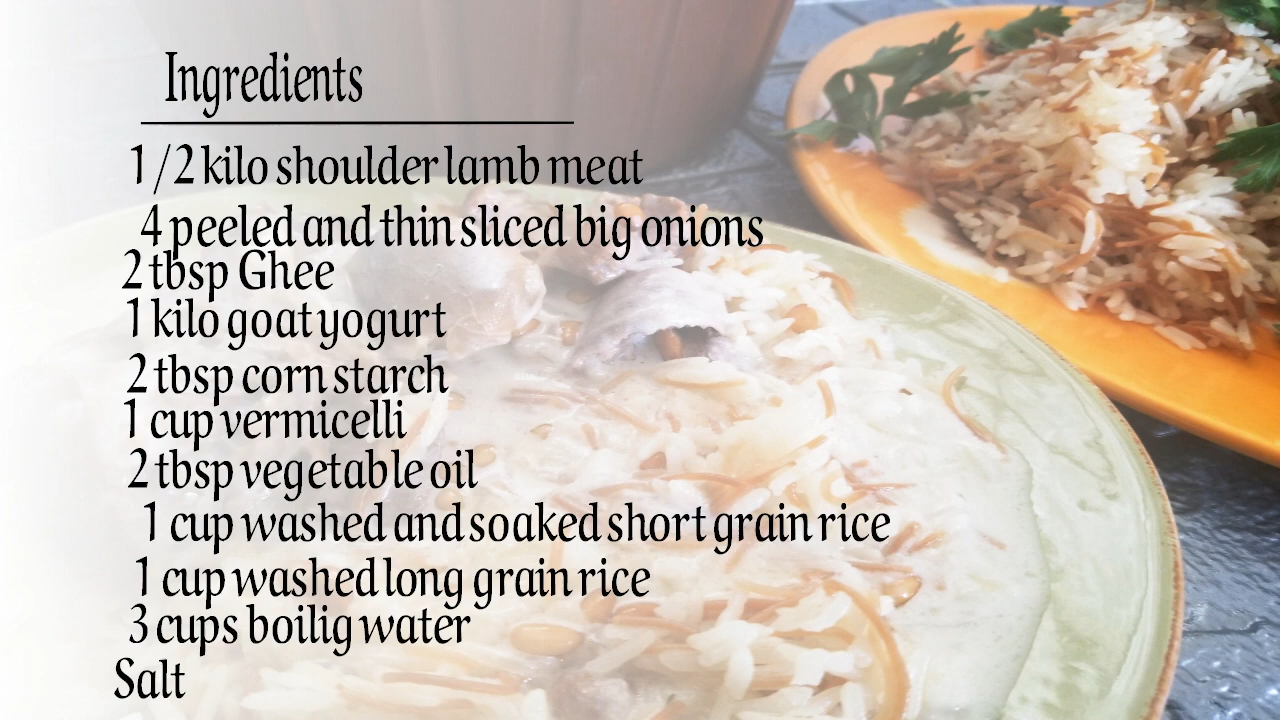 Ingredients
1/2 kilo shoulder lamb meat
4 peeled and thin sliced big onions
2 tbsp Ghee
1 kilo goat yogurt
2 tbsp corn starch
1 cup vermicelli
2 tbsp vegetable oil
1 cup washed and soaked short grain rice
1 cup washed long grain rice
3 cups boilig water
Salt